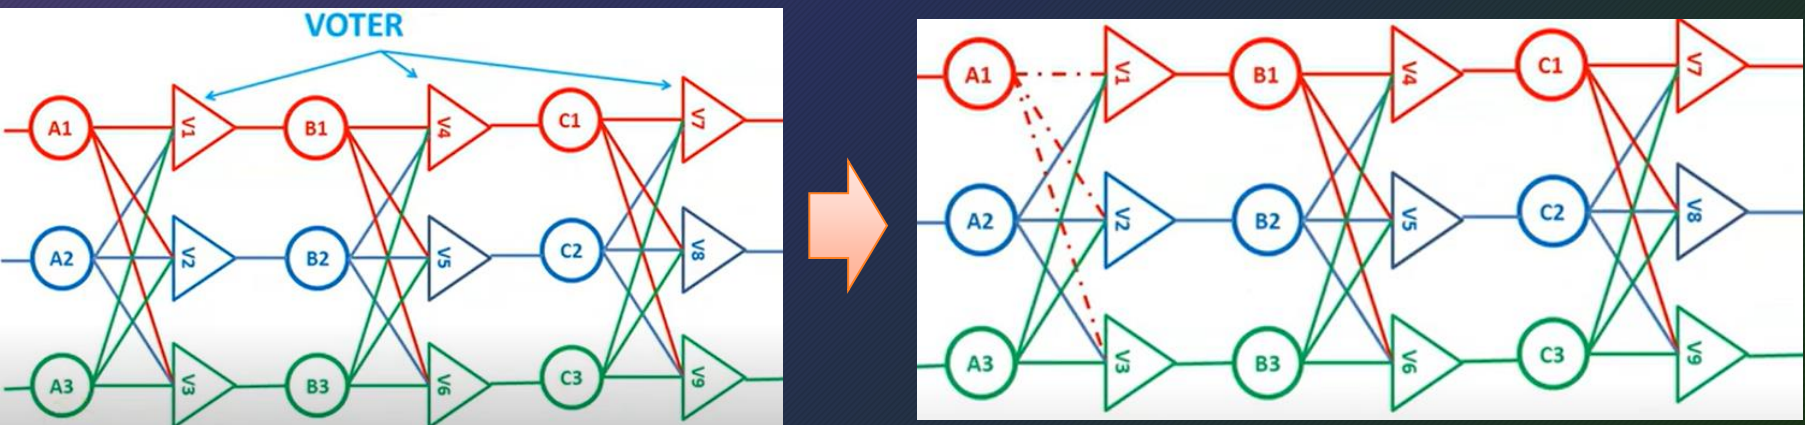 VOTER
A1 V1 B1 V4 C1 V7
A2 V2 B2 V5 C2 V8
A3 V3 B3 V6 C3 V9
A1 V1 B1 V4 C1 V7
A2 V2 B2 V5 C2 V8
A3 V3 B3 V6 C3 V9